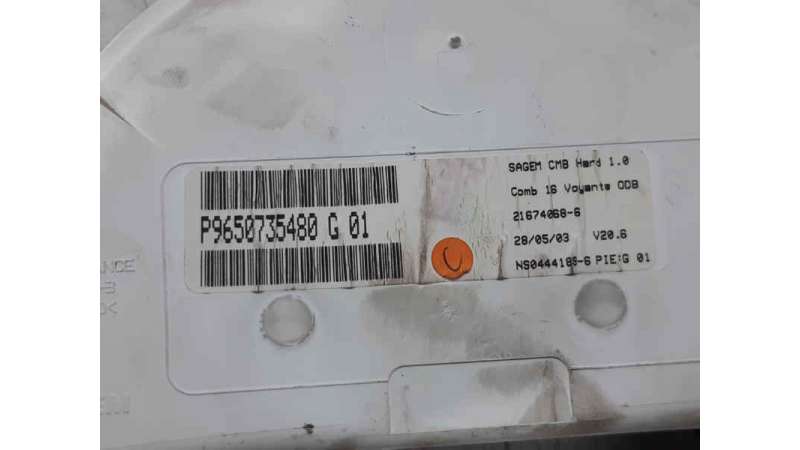 P9650735480 G 01
SAGEM CMB Hard 1.0
Comb 16 Voyants ODB
21674068-6
28/05/03 V20.6
NS0444189-6 PIE:G 01
U